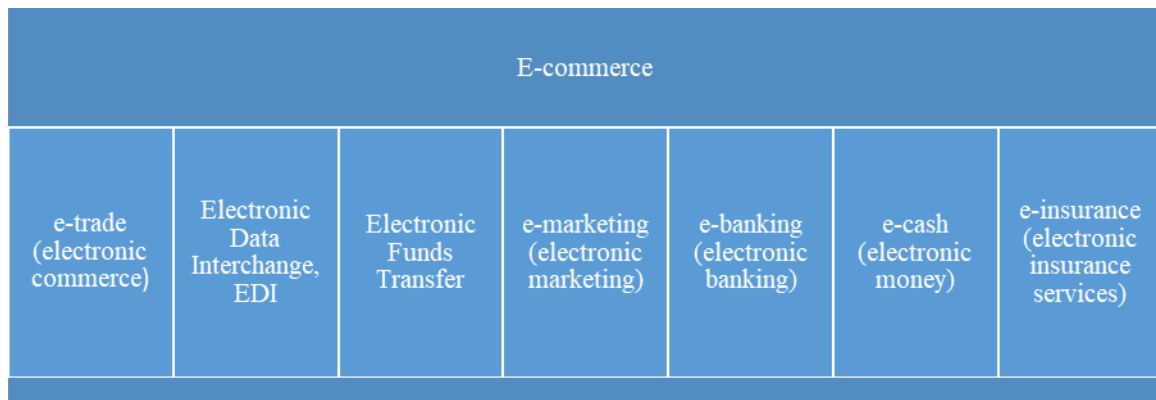 E-commerce
e-trade
(electronic
commerce)
Electronic
Data
Interchange,
EDI
Electronic
Funds
Transfer
e-marketing
(electronic
marketing)
e-banking
(electronic
banking)
e-cash
(electronic
money)
e-insurance
(electronic
insurance
services)